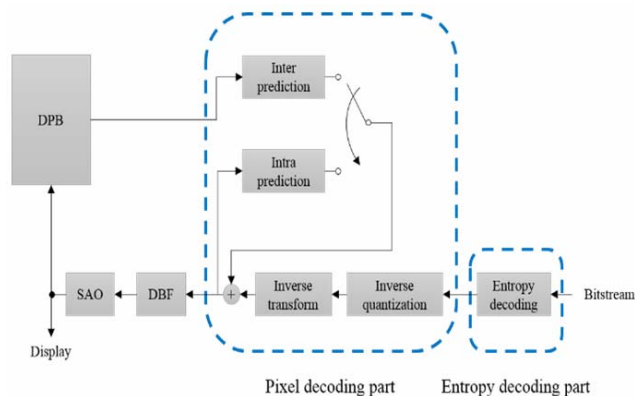 Inter
prediction
DPB
Intra
prediction
SAO
DBF
+
Inverse
transform
Inverse
quantization
Entropy
decoding
Bitstream
Display
Pixel decoding part
Entropy decoding part